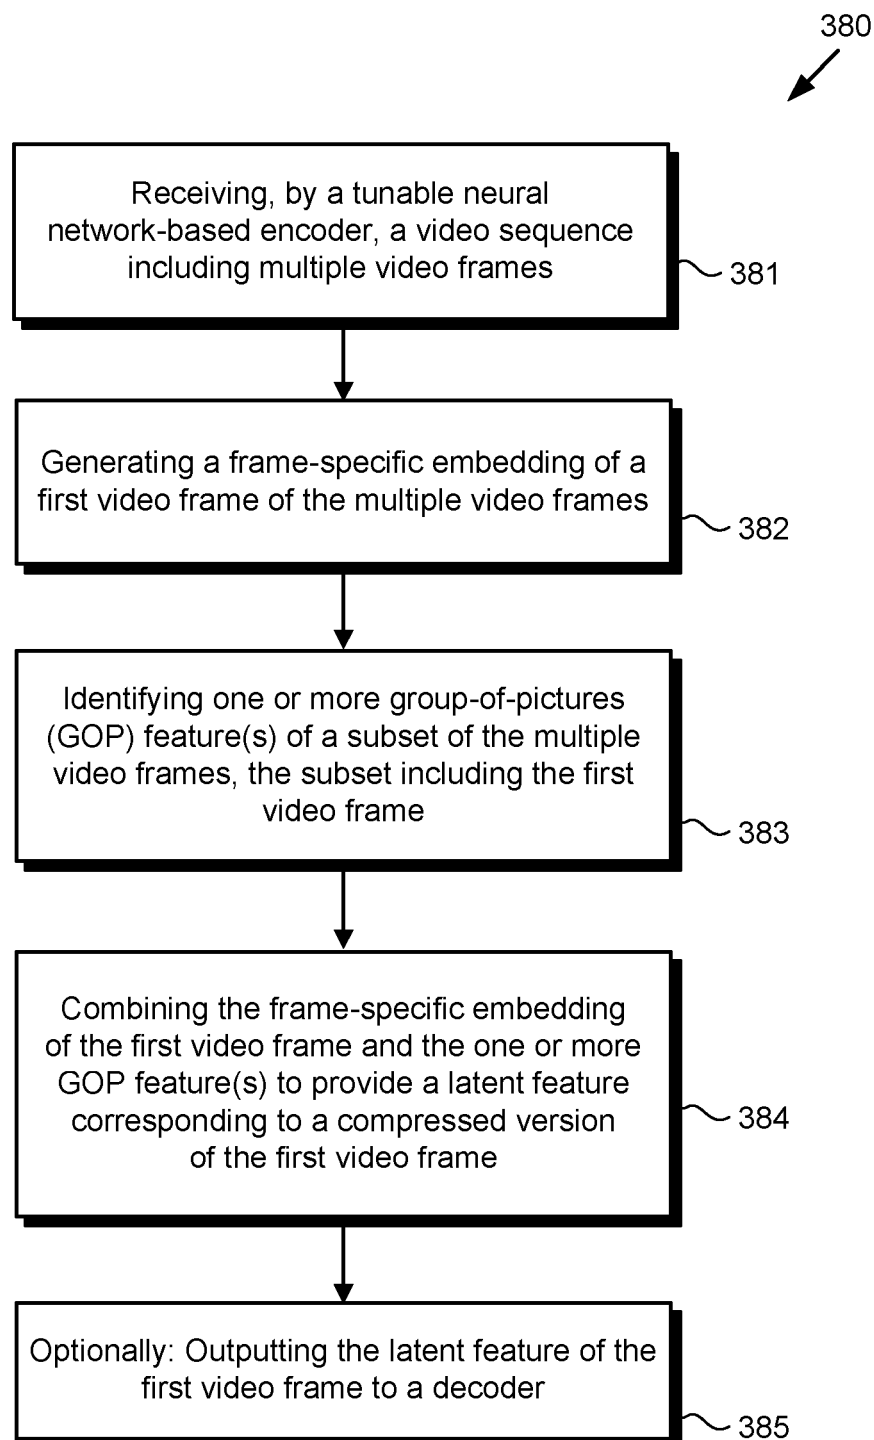 380
Receiving, by a tunable neural
network-based encoder, a video sequence
including multiple video frames
381
Generating a frame-specific embedding of a
first video frame of the multiple video frames
382
Identifying one or more group-of-pictures
(GOP) feature(s) of a subset of the multiple
video frames, the subset including the first
video frame
383
Combining the frame-specific embedding
of the first video frame and the one or more
GOP feature(s) to provide a latent feature
corresponding to a compressed version
of the first video frame
384
Optionally: Outputting the latent feature of the
first video frame to a decoder
385